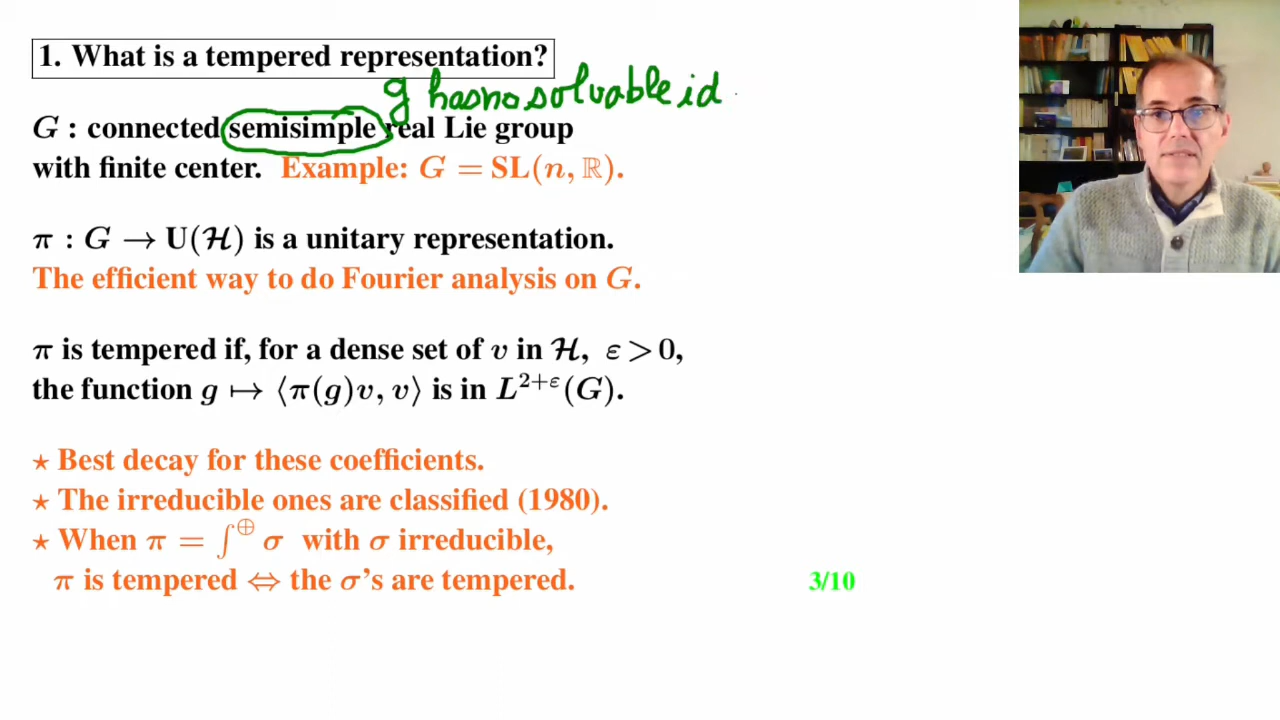 1. What is a tempered representation?
g has no solvable id
G : connected semisimple real Lie group
with finite center. Example: G = SL(n, ℝ).
π : G → U(ℋ) is a unitary representation.
The efficient way to do Fourier analysis on G.
π is tempered if, for a dense set of v in ℋ, ε > 0,
the function g ↦ ⟨π(g)v, v⟩ is in L²⁺ᵋ(G).
⋆ Best decay for these coefficients.
⋆ The irreducible ones are classified (1980).
⋆ When π = ∫^⊕ σ with σ irreducible,
π is tempered ⇔ the σ's are tempered.
3/10